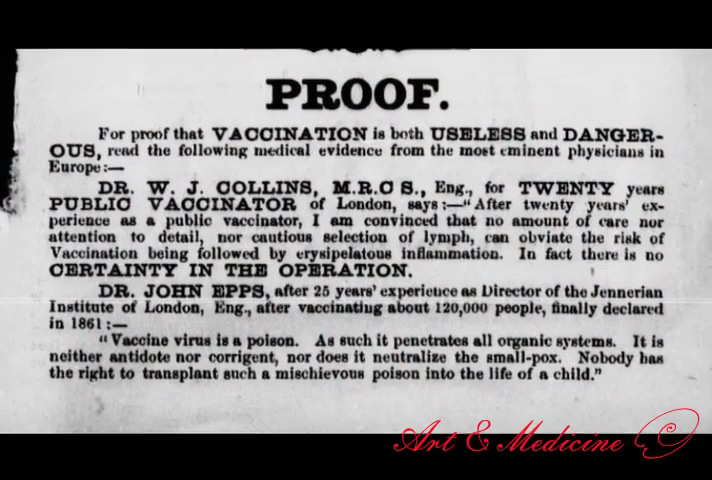 PROOF.
For proof that VACCINATION is both USELESS and DANGER-
OUS, read the following medical evidence from the most eminent physicians in
Europe:—
DR. W. J. COLLINS, M.R.C S., Eng., for TWENTY years
PUBLIC VACCINATOR of London, says:—"After twenty years' ex-
perience as a public vaccinator, I am convinced that no amount of care nor
attention to detail, nor cautious selection of lymph, can obviate the risk of
Vaccination being followed by erysipelatous inflammation. In fact there is no
CERTAINTY IN THE OPERATION.
DR. JOHN EPPS, after 25 years' experience as Director of the Jennerian
Institute of London, Eng., after vaccinating about 120,000 people, finally declared
in 1861:—
"Vaccine virus is a poison. As such it penetrates all organic systems. It is
neither antidote nor corrigent, nor does it neutralize the small-pox. Nobody has
the right to transplant such a mischievous poison into the life of a child."
Art & Medicine